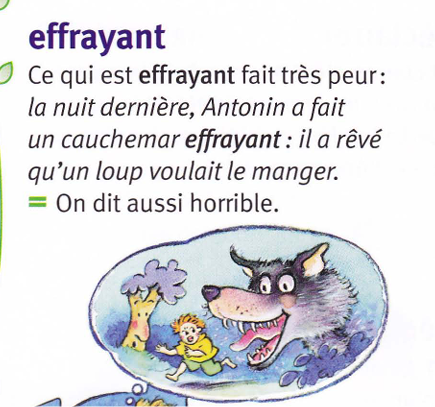 effrayant
Ce qui est effrayant fait très peur :
la nuit dernière, Antonin a fait
un cauchemar effrayant : il a rêvé
qu'un loup voulait le manger.
= On dit aussi horrible.